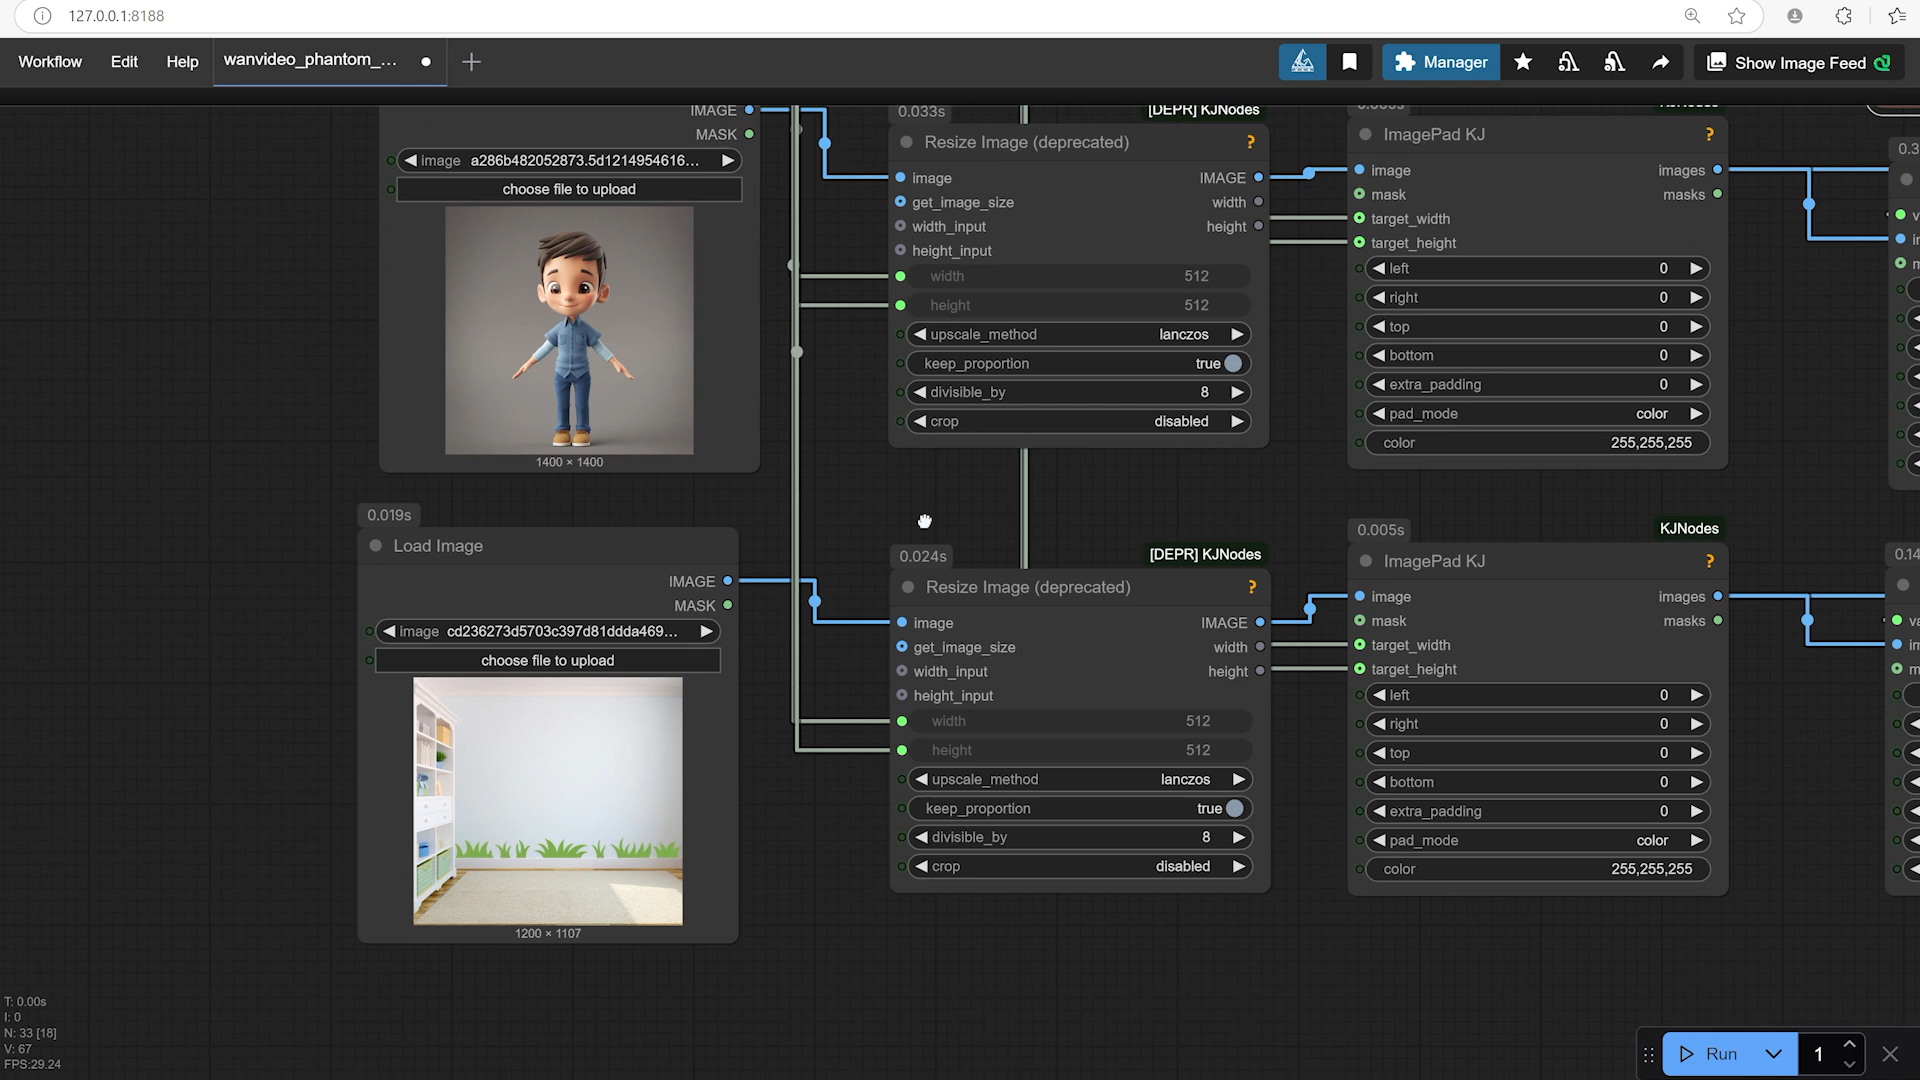 127.0.0.1:8188
Workflow Edit Help wanvideo_phantom_... Manager Show Image Feed
IMAGE
MASK
image a286b482052873.5d1214954616...
choose file to upload
1400 × 1400
0.033s [DEPR] KJNodes
Resize Image (deprecated) ?
image IMAGE
get_image_size width
width_input height
height_input
width 512
height 512
upscale_method lanczos
keep_proportion true
divisible_by 8
crop disabled
ImagePad KJ ?
image images
mask masks
target_width
target_height
left 0
right 0
top 0
bottom 0
extra_padding 0
pad_mode color
color 255,255,255
0.3
0.019s
Load Image
IMAGE
MASK
image cd236273d5703c397d81ddda469...
choose file to upload
1200 × 1107
0.024s [DEPR] KJNodes
Resize Image (deprecated) ?
image IMAGE
get_image_size width
width_input height
height_input
width 512
height 512
upscale_method lanczos
keep_proportion true
divisible_by 8
crop disabled
0.005s KJNodes
ImagePad KJ ?
image images
mask masks
target_width
target_height
left 0
right 0
top 0
bottom 0
extra_padding 0
pad_mode color
color 255,255,255
0.14
T: 0.00s
I: 0
N: 33 [18]
V: 67
FPS:29.24
Run 1